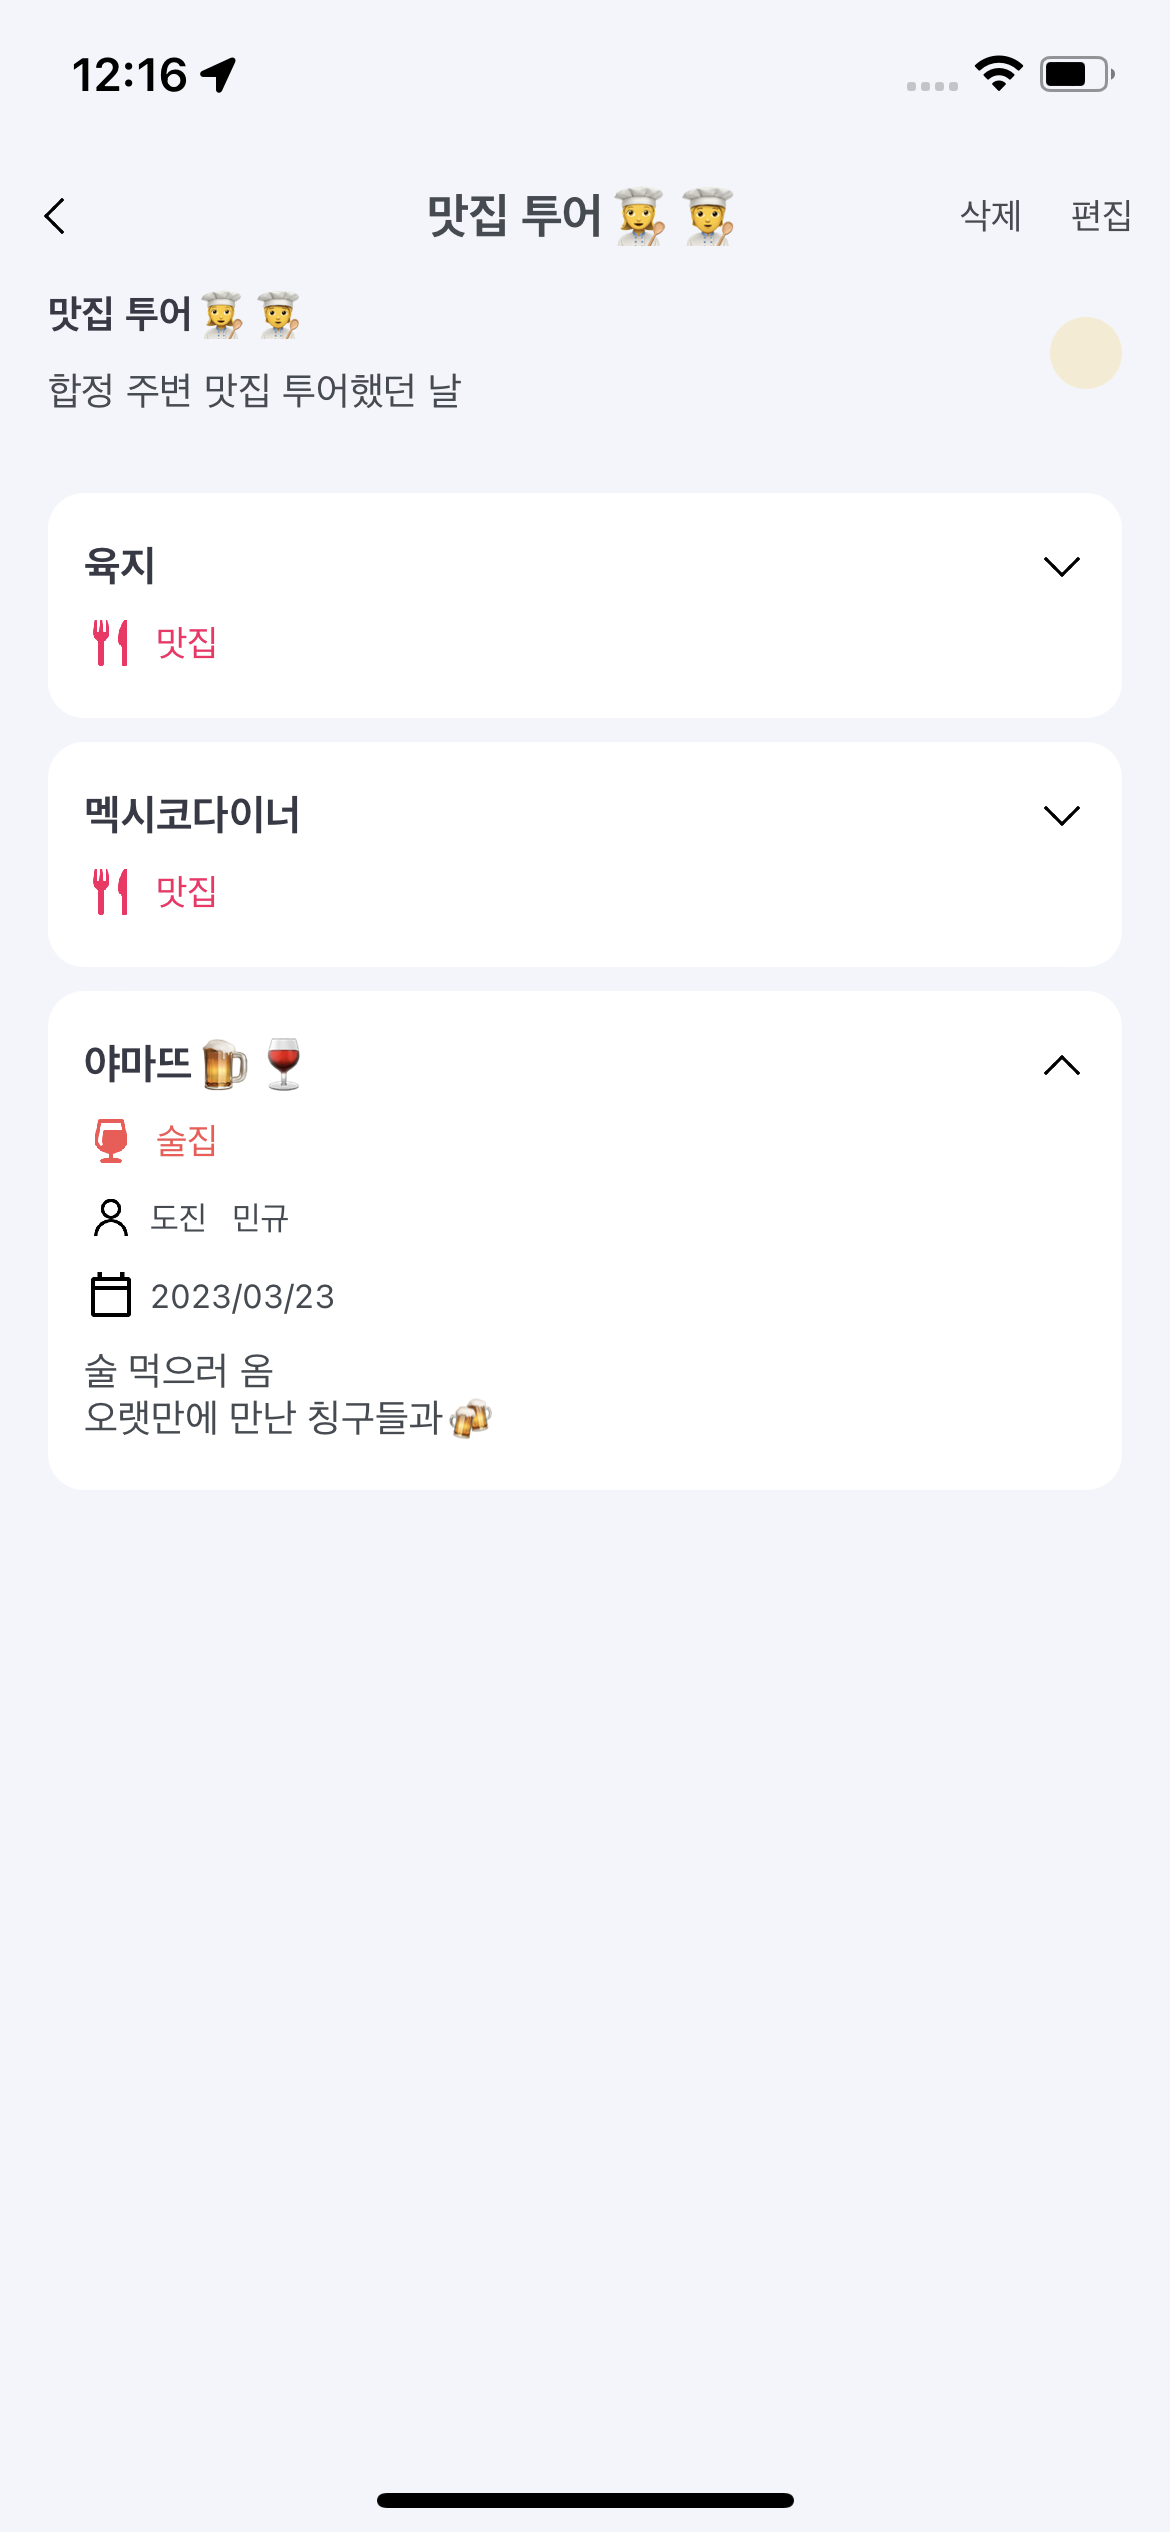 12:16
맛집 투어👩‍🍳🧑‍🍳 삭제 편집
맛집 투어👩‍🍳🧑‍🍳
합정 주변 맛집 투어했던 날
육지
맛집
멕시코다이너
맛집
야마뜨🍺🍷
술집
도진 민규
2023/03/23
술 먹으러 옴
오랫만에 만난 칭구들과🍻